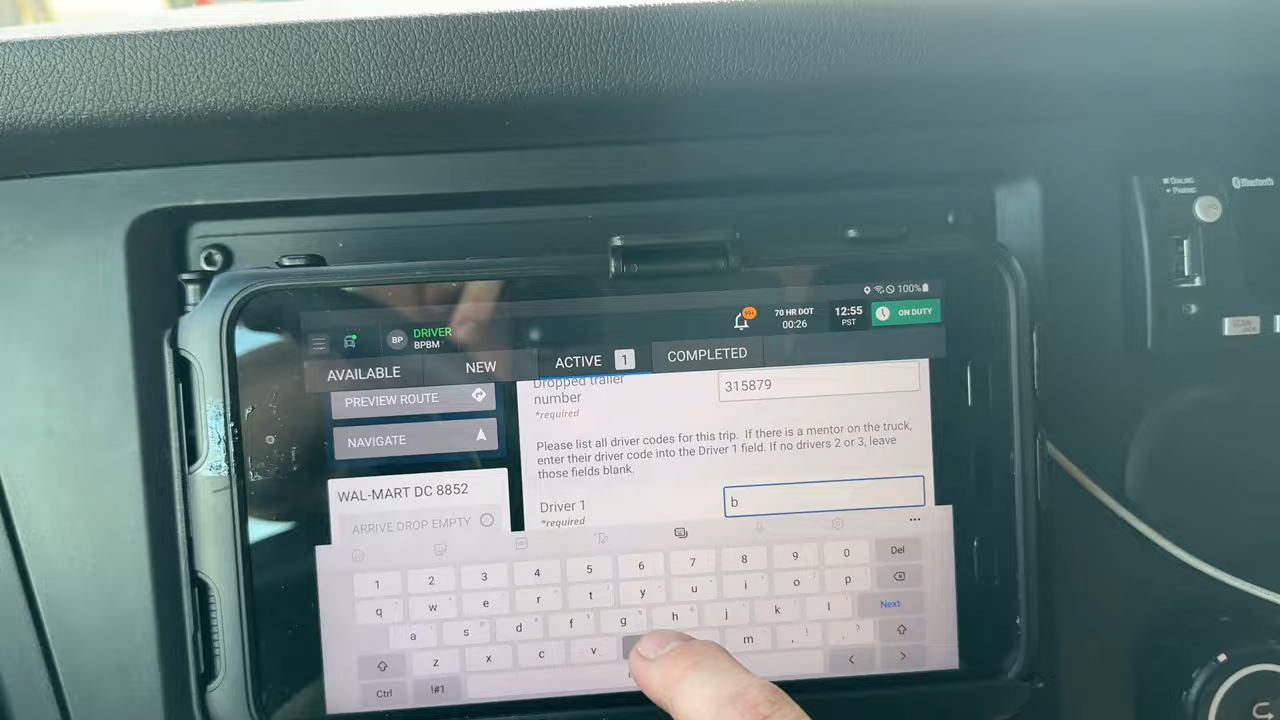 DIALING
PHONE
Bluetooth
100%
BP
DRIVER
BPBM
99+
70 HR DOT
00:26
12:55
PST
ON DUTY
AVAILABLE
NEW
ACTIVE 1
COMPLETED
PREVIEW ROUTE
NAVIGATE
WAL-MART DC 8852
ARRIVE DROP EMPTY
Dropped trailer
number
*required
315879
Please list all driver codes for this trip. If there is a mentor on the truck,
enter their driver code into the Driver 1 field. If no drivers 2 or 3, leave
those fields blank.
Driver 1
*required
b
1 2 3 4 5 6 7 8 9 0 Del
q w e r t y u i o p
a s d f g h j k l Next
z x c v m , ! . ?
Ctrl !#1 < >